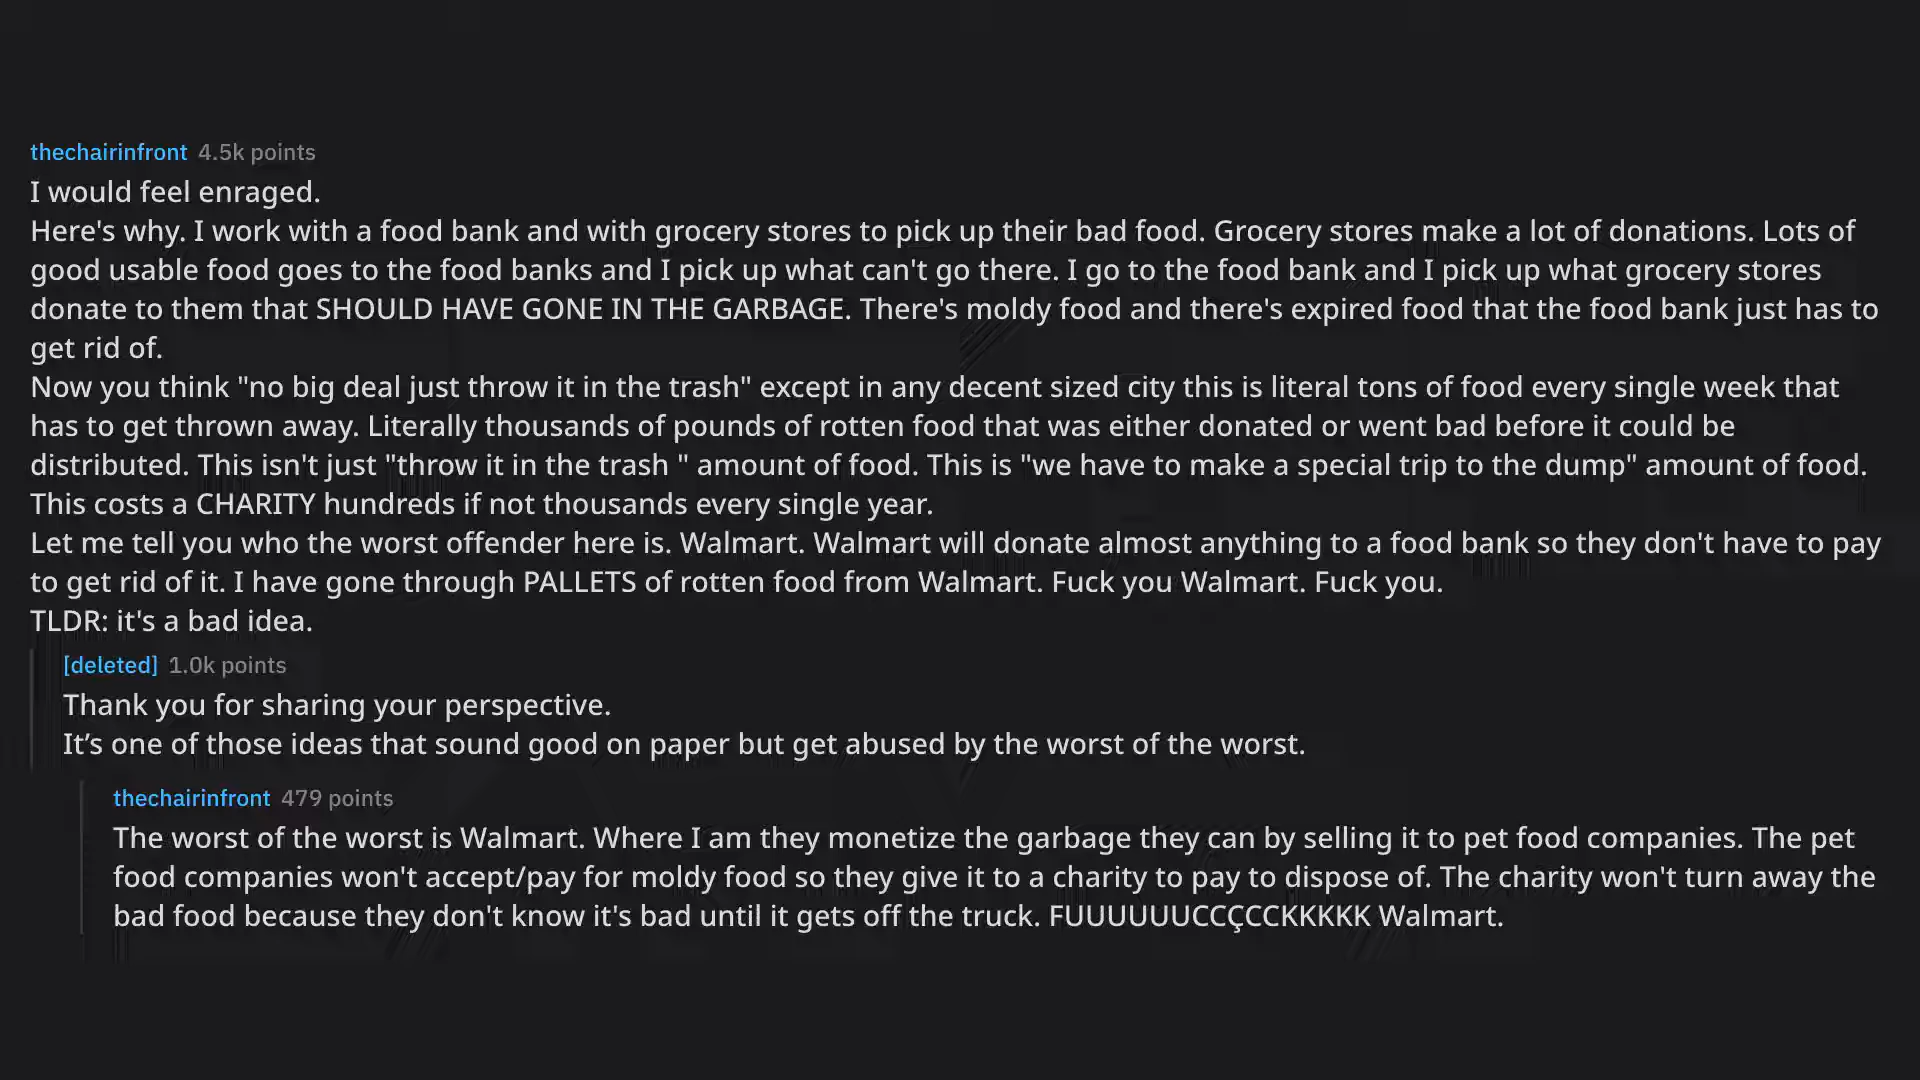 thechairinfront 4.5k points
I would feel enraged.
Here's why. I work with a food bank and with grocery stores to pick up their bad food. Grocery stores make a lot of donations. Lots of
good usable food goes to the food banks and I pick up what can't go there. I go to the food bank and I pick up what grocery stores
donate to them that SHOULD HAVE GONE IN THE GARBAGE. There's moldy food and there's expired food that the food bank just has to
get rid of.
Now you think "no big deal just throw it in the trash" except in any decent sized city this is literal tons of food every single week that
has to get thrown away. Literally thousands of pounds of rotten food that was either donated or went bad before it could be
distributed. This isn't just "throw it in the trash " amount of food. This is "we have to make a special trip to the dump" amount of food.
This costs a CHARITY hundreds if not thousands every single year.
Let me tell you who the worst offender here is. Walmart. Walmart will donate almost anything to a food bank so they don't have to pay
to get rid of it. I have gone through PALLETS of rotten food from Walmart. Fuck you Walmart. Fuck you.
TLDR: it's a bad idea.
[deleted] 1.0k points
Thank you for sharing your perspective.
It’s one of those ideas that sound good on paper but get abused by the worst of the worst.
thechairinfront 479 points
The worst of the worst is Walmart. Where I am they monetize the garbage they can by selling it to pet food companies. The pet
food companies won't accept/pay for moldy food so they give it to a charity to pay to dispose of. The charity won't turn away the
bad food because they don't know it's bad until it gets off the truck. FUUUUUUCCÇCCKKKKK Walmart.